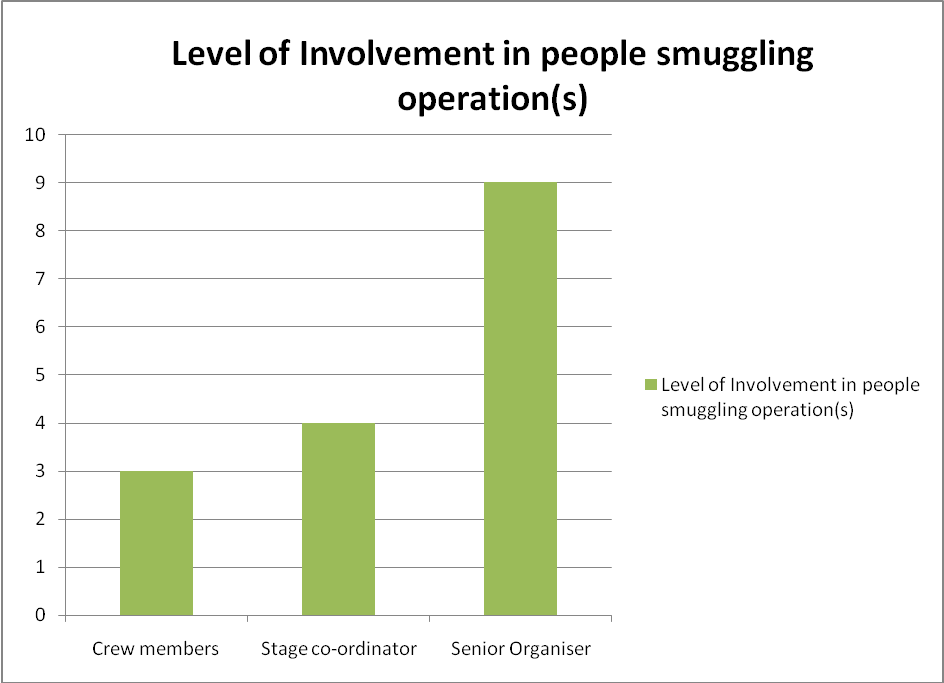 Level of Involvement in people smuggling
operation(s)
10
9
8
7
6
5
4
3
2
1
0
Crew members
Stage co-ordinator
Senior Organiser
Level of Involvement in people
smuggling operation(s)